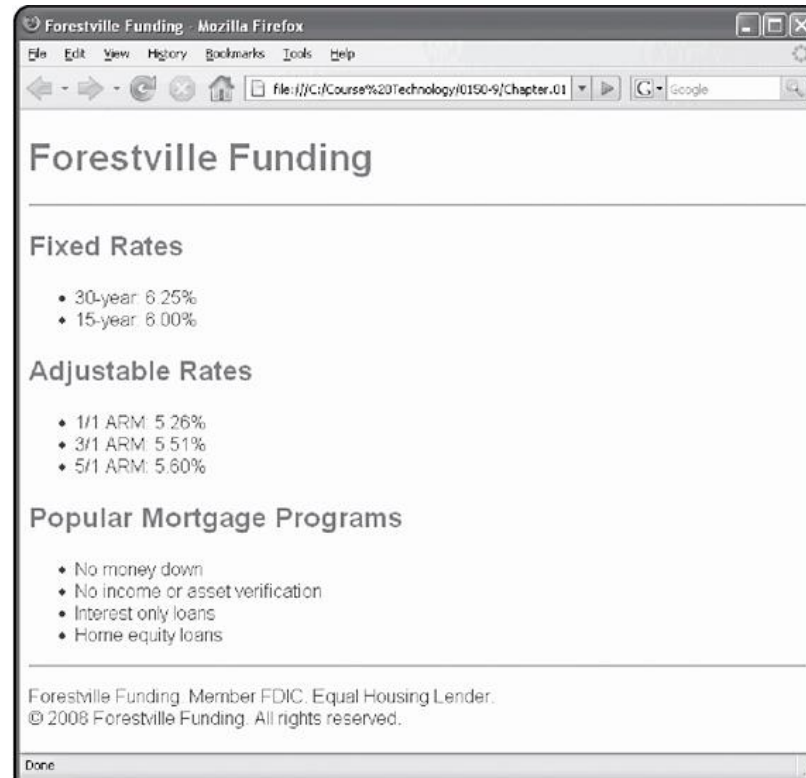 Forestville Funding - Mozilla Firefox
File Edit View History Bookmarks Tools Help
file:///C:/Course%20Technology/0150-9/Chapter.01 G Google
Forestville Funding
Fixed Rates
• 30-year: 6.25%
• 15-year: 6.00%
Adjustable Rates
• 1/1 ARM: 5.26%
• 3/1 ARM: 5.51%
• 5/1 ARM: 5.60%
Popular Mortgage Programs
• No money down
• No income or asset verification
• Interest only loans
• Home equity loans
Forestville Funding. Member FDIC. Equal Housing Lender.
© 2008 Forestville Funding. All rights reserved.
Done